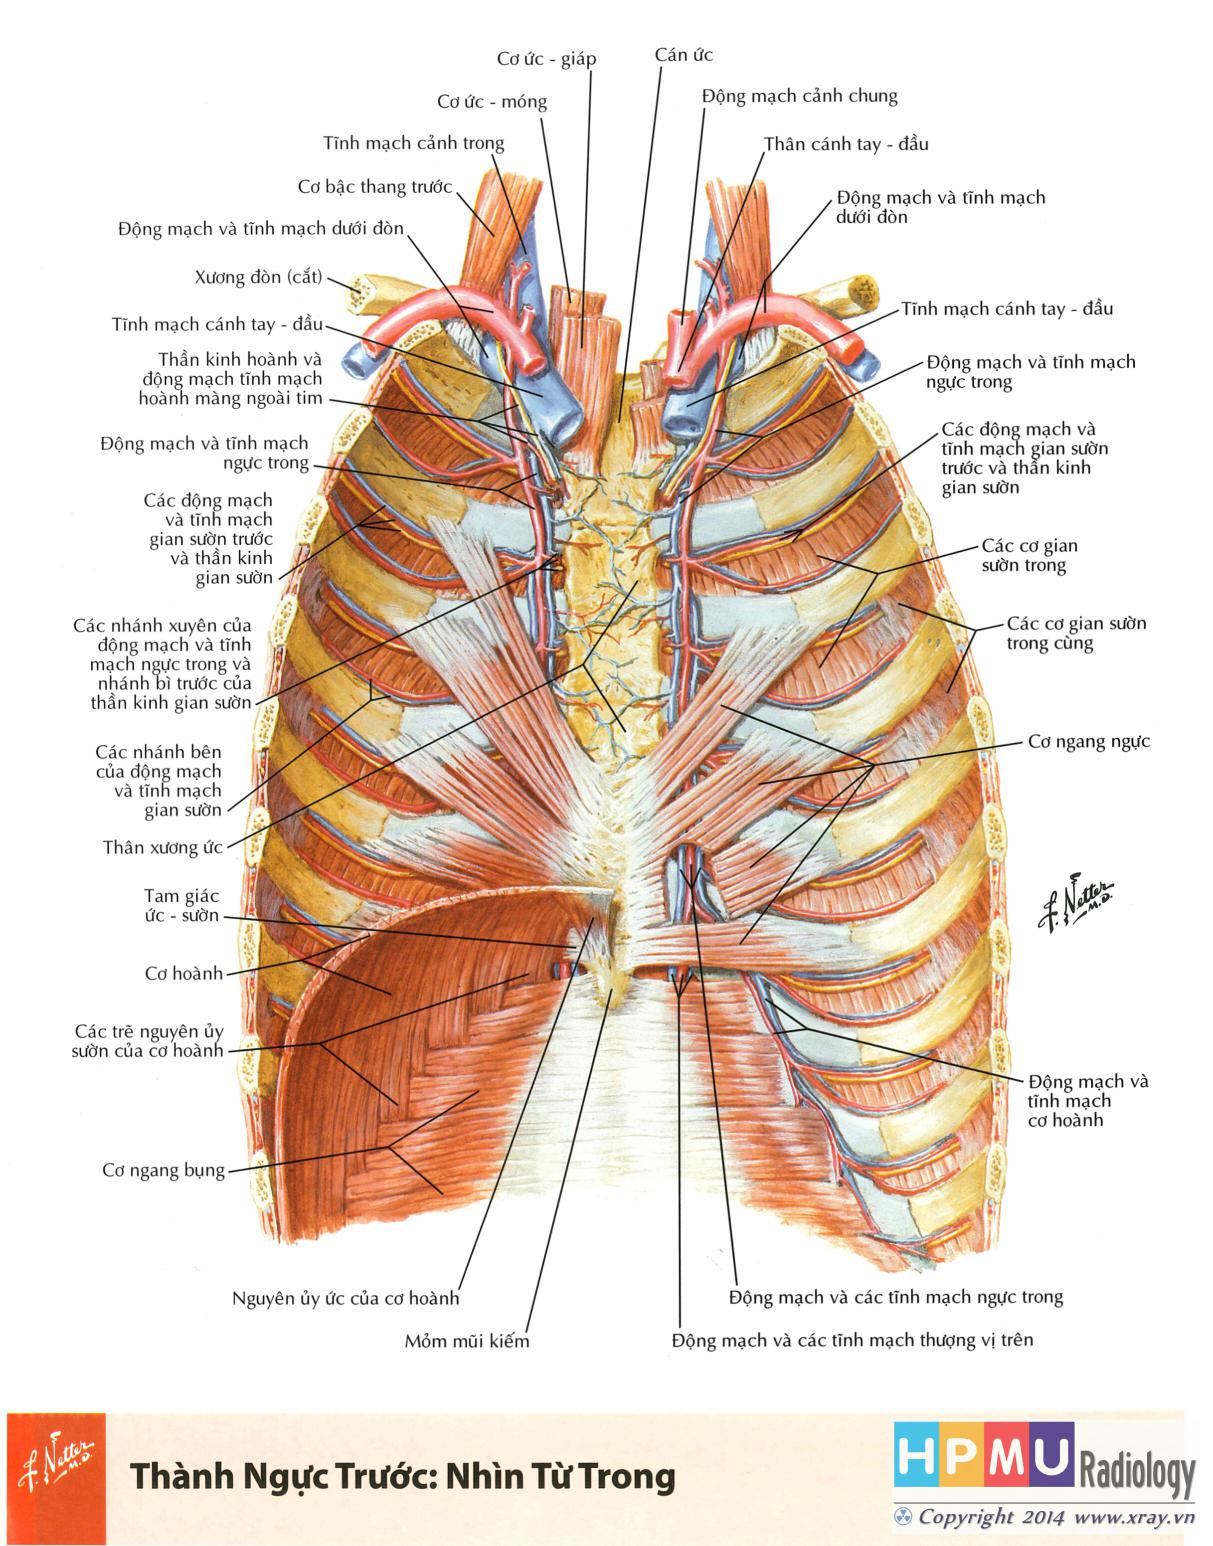 Cơ ức - giáp
Cán ức
Cơ ức - móng
Động mạch cảnh chung
Tĩnh mạch cảnh trong
Thân cánh tay - đầu
Cơ bậc thang trước
Động mạch và tĩnh mạch
dưới đòn
Động mạch và tĩnh mạch dưới đòn
Xương đòn (cắt)
Tĩnh mạch cánh tay - đầu
Tĩnh mạch cánh tay - đầu
Thần kinh hoành và
động mạch tĩnh mạch
hoành màng ngoài tim
Động mạch và tĩnh mạch
ngực trong
Động mạch và tĩnh mạch
ngực trong
Các động mạch và
tĩnh mạch gian sườn
trước và thần kinh
gian sườn
Các động mạch
và tĩnh mạch
gian sườn trước
và thần kinh
gian sườn
Các cơ gian
sườn trong
Các nhánh xuyên của
động mạch và tĩnh
mạch ngực trong và
nhánh bì trước của
thần kinh gian sườn
Các cơ gian sườn
trong cùng
Các nhánh bên
của động mạch
và tĩnh mạch
gian sườn
Cơ ngang ngực
Thân xương ức
Tam giác
ức - sườn
F. Netter
M.D.
Cơ hoành
Các trẽ nguyên ủy
sườn của cơ hoành
Động mạch và
tĩnh mạch
cơ hoành
Cơ ngang bụng
Nguyên ủy ức của cơ hoành
Động mạch và các tĩnh mạch ngực trong
Mỏm mũi kiếm
Động mạch và các tĩnh mạch thượng vị trên
F. Netter
M.D.
Thành Ngực Trước: Nhìn Từ Trong
HPMU Radiology
Copyright 2014 www.xray.vn